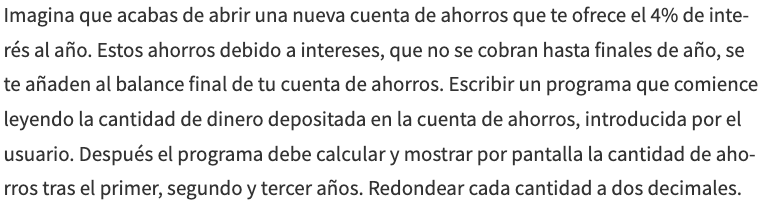 Imagina que acabas de abrir una nueva cuenta de ahorros que te ofrece el 4% de inte-
rés al año. Estos ahorros debido a intereses, que no se cobran hasta finales de año, se
te añaden al balance final de tu cuenta de ahorros. Escribir un programa que comience
leyendo la cantidad de dinero depositada en la cuenta de ahorros, introducida por el
usuario. Después el programa debe calcular y mostrar por pantalla la cantidad de aho-
rros tras el primer, segundo y tercer años. Redondear cada cantidad a dos decimales.